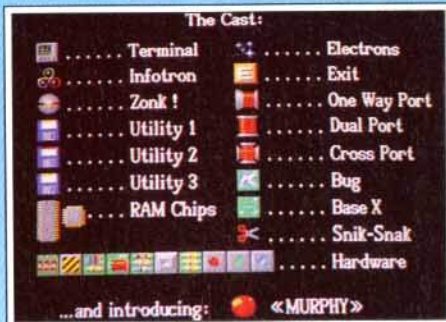 The Cast:
...... Terminal
...... Infotron
...... Zonk !
...... Utility 1
...... Utility 2
...... Utility 3
.... RAM Chips
...... Electrons
...... Exit
...... One Way Port
...... Dual Port
...... Cross Port
...... Bug
...... Base X
...... Snik-Snak
..... Hardware
...and introducing: «MURPHY»